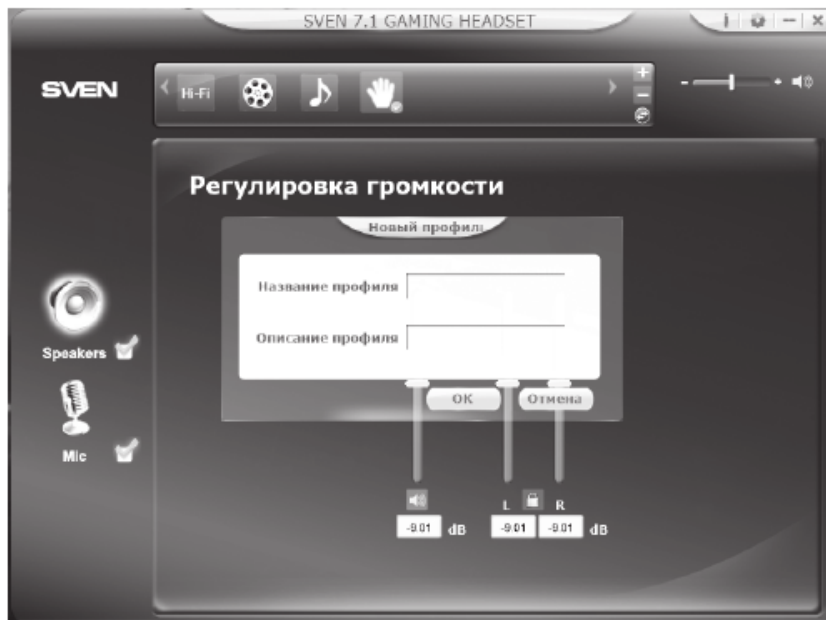 SVEN 7.1 GAMING HEADSET
i
SVEN
Hi-Fi
Регулировка громкости
Новый профиль
Название профиля
Описание профиля
OK
Отмена
Speakers
Mic
L
R
-9.01 dB
-9.01
-9.01 dB